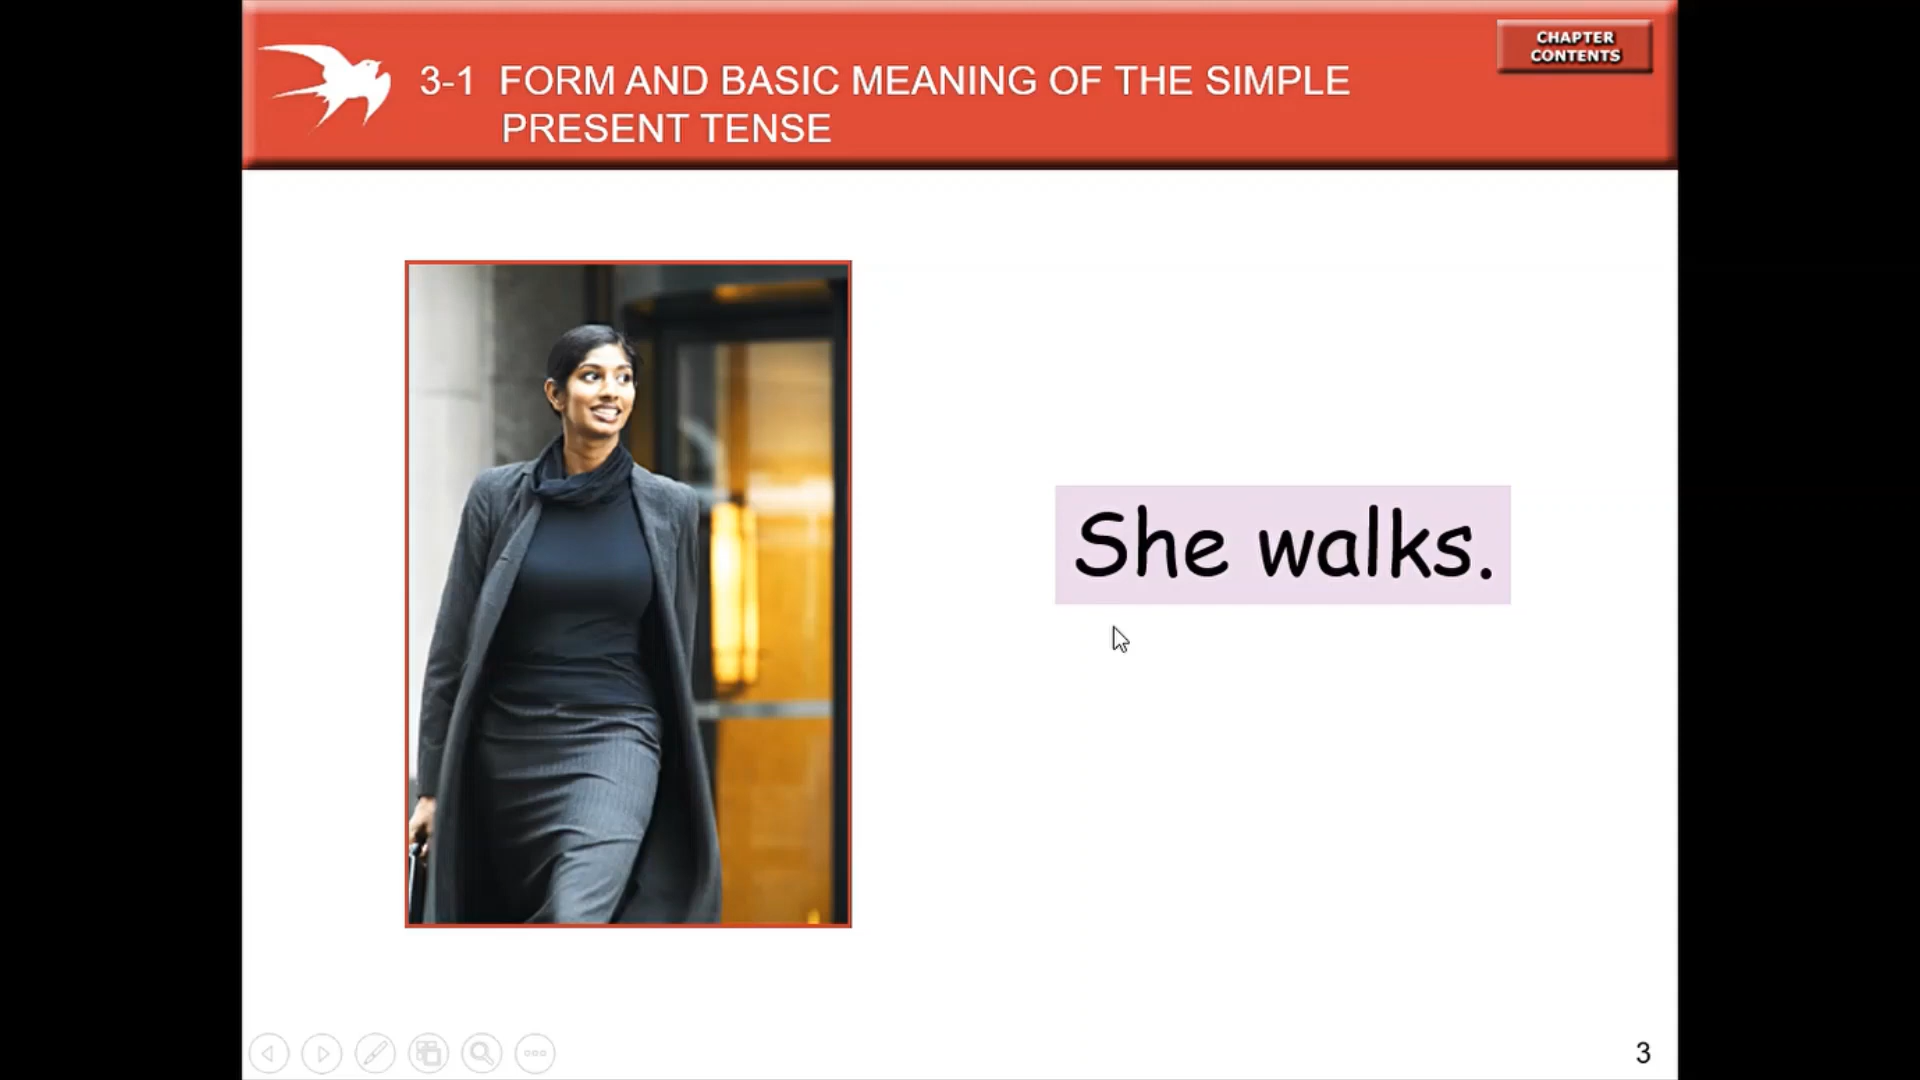 CHAPTER
CONTENTS
3-1 FORM AND BASIC MEANING OF THE SIMPLE
PRESENT TENSE
She walks.
3